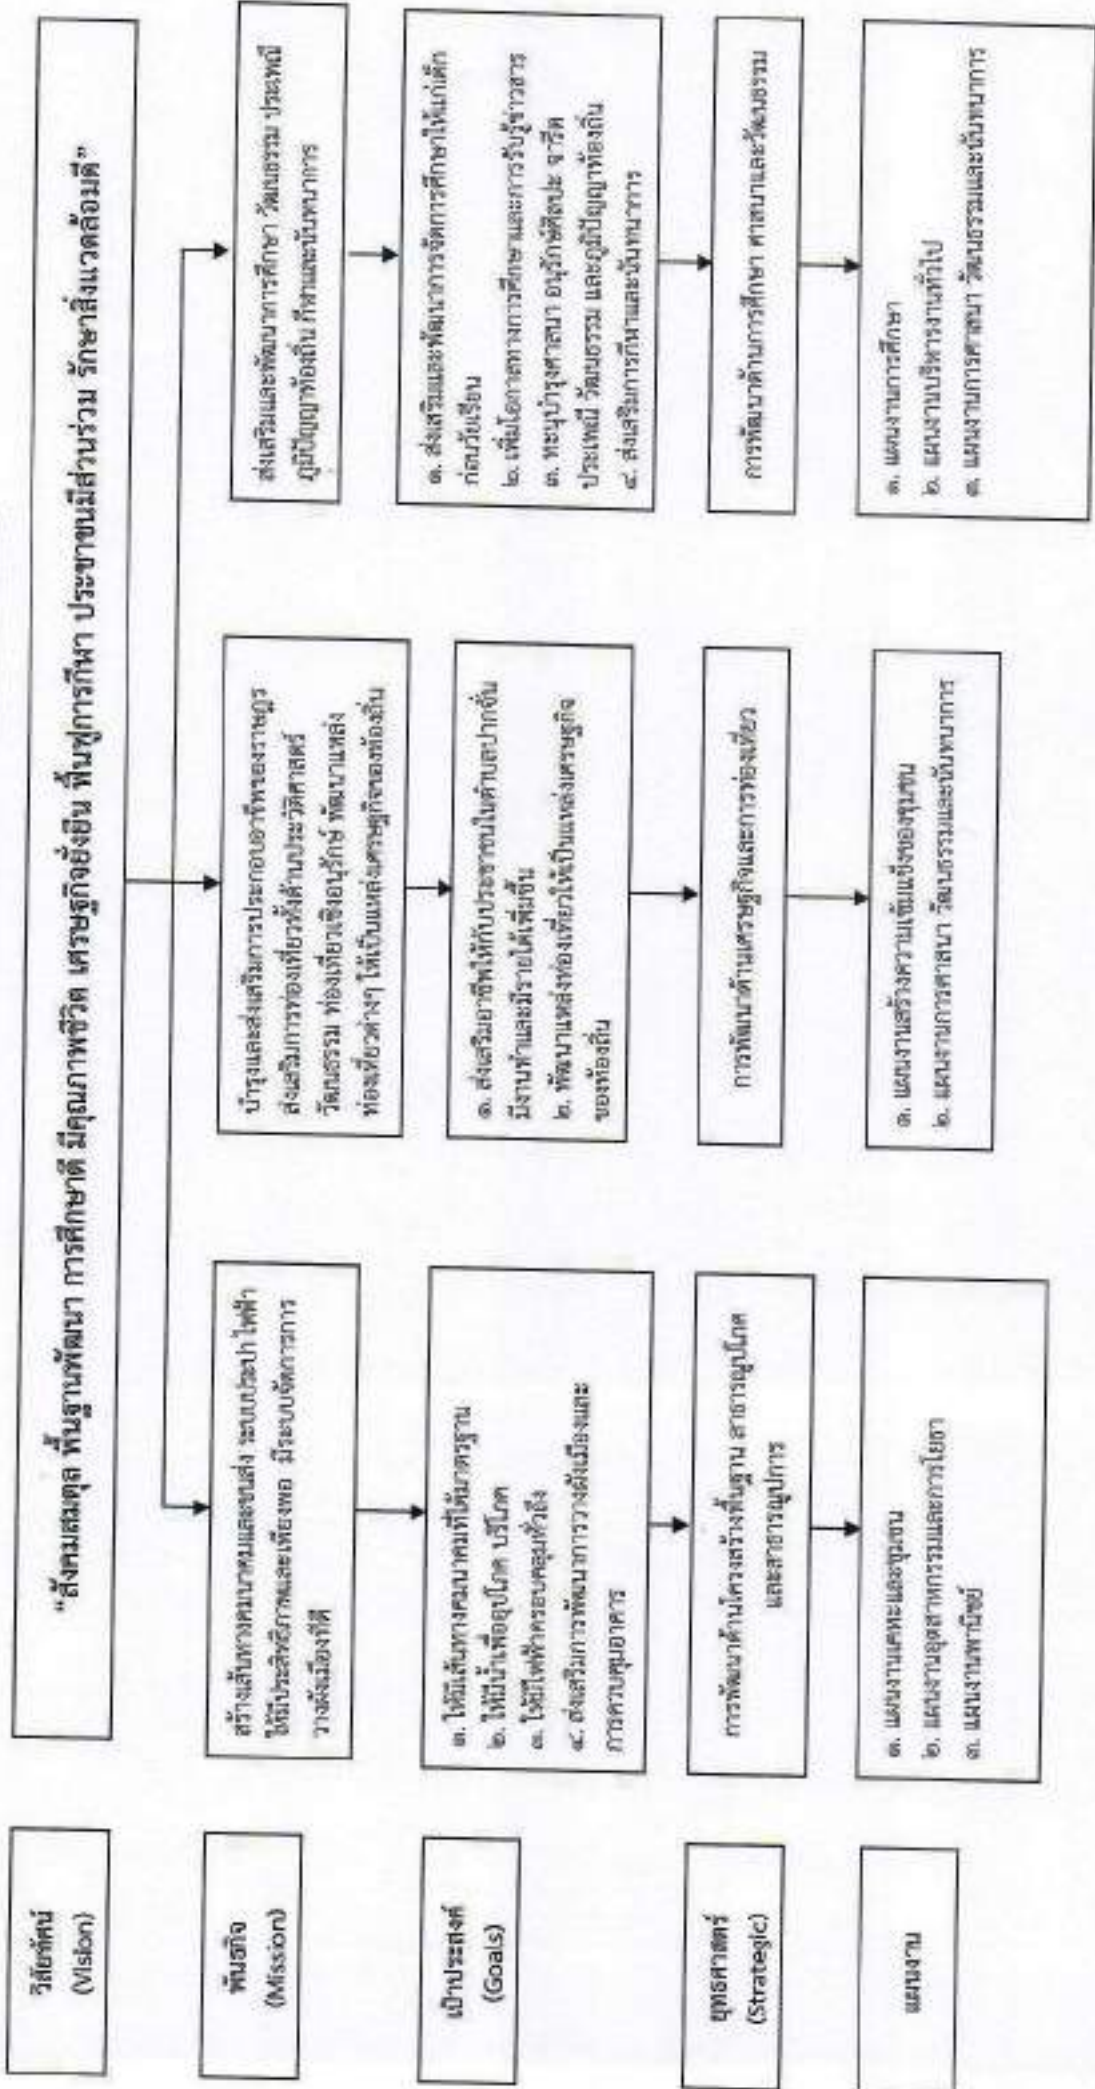 วิสัยทัศน์
(Vision)
"สังคมสมดุล พื้นฐานพัฒนา การศึกษาดี มีคุณภาพชีวิต เศรษฐกิจยั่งยืน ฟื้นฟูการกีฬา ประชาชนมีส่วนร่วม รักษาสิ่งแวดล้อมดี"
พันธกิจ
(Mission)
สร้างเส้นทางคมนาคมและขนส่ง ระบบประปา ไฟฟ้า
ให้มีประสิทธิภาพและเพียงพอ มีระบบจัดการการ
วางผังเมืองที่ดี
บำรุงและส่งเสริมการประกอบอาชีพของราษฎร
ส่งเสริมการท่องเที่ยวทั้งด้านประวัติศาสตร์
วัฒนธรรม ท่องเที่ยวเชิงอนุรักษ์ พัฒนาแหล่ง
ท่องเที่ยวต่างๆ ให้เป็นแหล่งเศรษฐกิจของท้องถิ่น
ส่งเสริมและพัฒนาการศึกษา วัฒนธรรม ประเพณี
ภูมิปัญญาท้องถิ่น กีฬาและนันทนาการ
เป้าประสงค์
(Goals)
๑. ให้มีเส้นทางคมนาคมที่ได้มาตรฐาน
๒. ให้มีน้ำเพื่ออุปโภค บริโภค
๓. ให้มีไฟฟ้าครอบคลุมทั่วถึง
๔. ส่งเสริมการพัฒนาการวางผังเมืองและ
การควบคุมอาคาร
๑. ส่งเสริมอาชีพให้กับประชาชนในตำบลปากจั่น
มีงานทำและมีรายได้เพิ่มขึ้น
๒. พัฒนาแหล่งท่องเที่ยวให้เป็นแหล่งเศรษฐกิจ
ของท้องถิ่น
๑. ส่งเสริมและพัฒนาการจัดการศึกษาให้แก่เด็ก
ก่อนวัยเรียน
๒. เพิ่มโอกาสทางการศึกษาและการรับรู้ข่าวสาร
๓. ทะนุบำรุงศาสนา อนุรักษ์ศิลปะ จารีต
ประเพณี วัฒนธรรม และภูมิปัญญาท้องถิ่น
๔. ส่งเสริมการกีฬาและนันทนาการ
ยุทธศาสตร์
(Strategic)
การพัฒนาด้านโครงสร้างพื้นฐาน สาธารณูปโภค
และสาธารณูปการ
การพัฒนาด้านเศรษฐกิจและการท่องเที่ยว
การพัฒนาด้านการศึกษา ศาสนาและวัฒนธรรม
แผนงาน
๑. แผนงานเคหะและชุมชน
๒. แผนงานอุตสาหกรรมและการโยธา
๓. แผนงานพาณิชย์
๑. แผนงานสร้างความเข้มแข็งของชุมชน
๒. แผนงานการศาสนา วัฒนธรรมและนันทนาการ
๑. แผนงานการศึกษา
๒. แผนงานบริหารงานทั่วไป
๓. แผนงานการศาสนา วัฒนธรรมและนันทนาการ